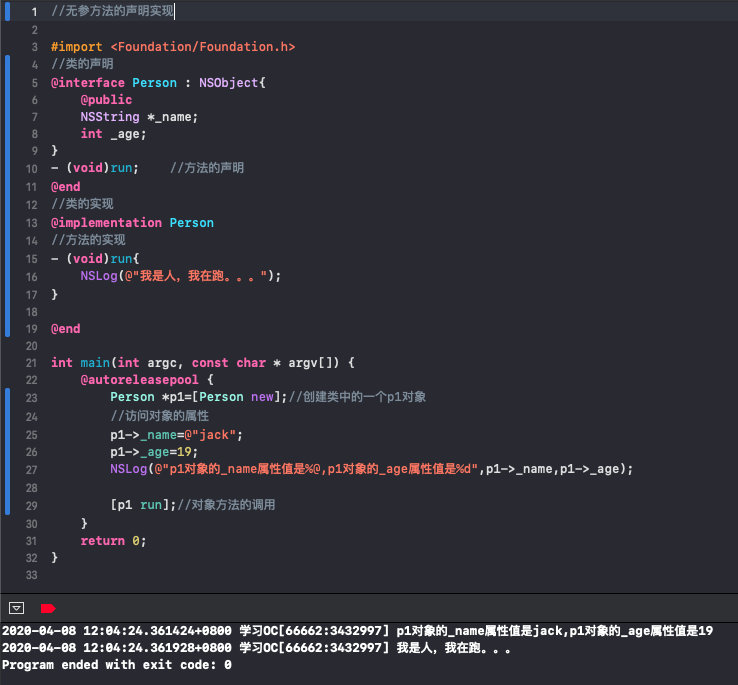 1 //无参方法的声明实现
2
3 #import <Foundation/Foundation.h>
4 //类的声明
5 @interface Person : NSObject{
6     @public
7     NSString *_name;
8     int _age;
9 }
10 - (void)run;    //方法的声明
11 @end
12 //类的实现
13 @implementation Person
14 //方法的实现
15 - (void)run{
16     NSLog(@"我是人，我在跑。。。");
17 }
18
19 @end
20
21 int main(int argc, const char * argv[]) {
22     @autoreleasepool {
23         Person *p1=[Person new];//创建类中的一个p1对象
24         //访问对象的属性
25         p1->_name=@"jack";
26         p1->_age=19;
27         NSLog(@"p1对象的_name属性值是%@,p1对象的_age属性值是%d",p1->_name,p1->_age);
28
29         [p1 run];//对象方法的调用
30     }
31     return 0;
32 }
33
2020-04-08 12:04:24.361424+0800 学习OC[66662:3432997] p1对象的_name属性值是jack,p1对象的_age属性值是19
2020-04-08 12:04:24.361928+0800 学习OC[66662:3432997] 我是人，我在跑。。。
Program ended with exit code: 0